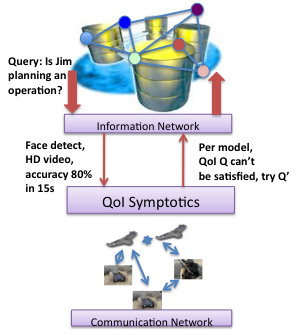 Query: Is Jim
planning an
operation?
Information Network
Face detect,
HD video,
accuracy 80%
in 15s
Per model,
QoI Q can't
be satisfied, try Q'
QoI Symptotics
Communication Network